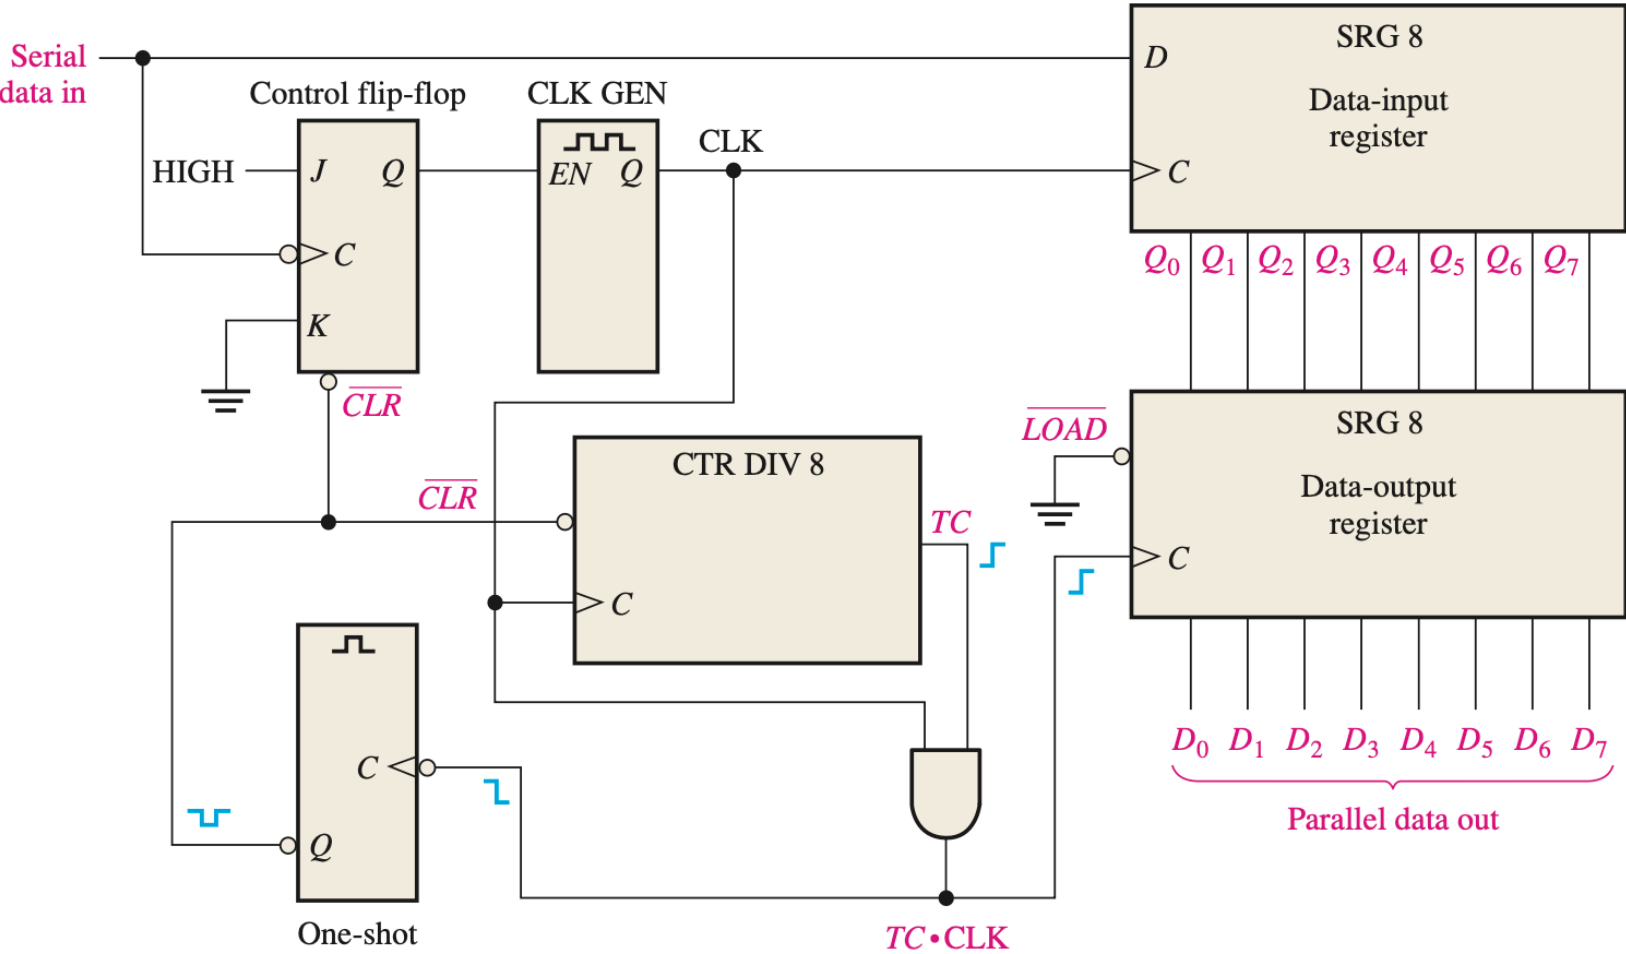 Serial
data in
Control flip-flop
CLK GEN
HIGH
J
Q
C
K
CLR
EN Q
CLK
SRG 8
D
Data-input
register
C
Q0 Q1 Q2 Q3 Q4 Q5 Q6 Q7
CLR
CTR DIV 8
TC
C
LOAD
SRG 8
Data-output
register
C
D0 D1 D2 D3 D4 D5 D6 D7
Parallel data out
C
Q
One-shot
TC•CLK